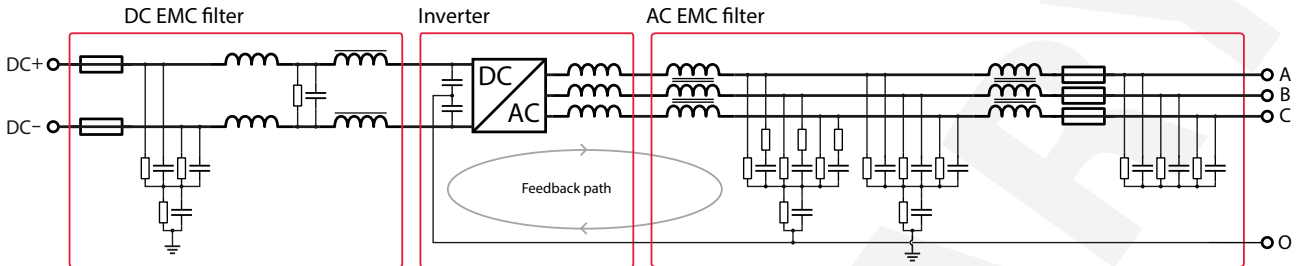 DC EMC filter
Inverter
AC EMC filter
DC+
DC
A
AC
B
C
DC−
Feedback path
O